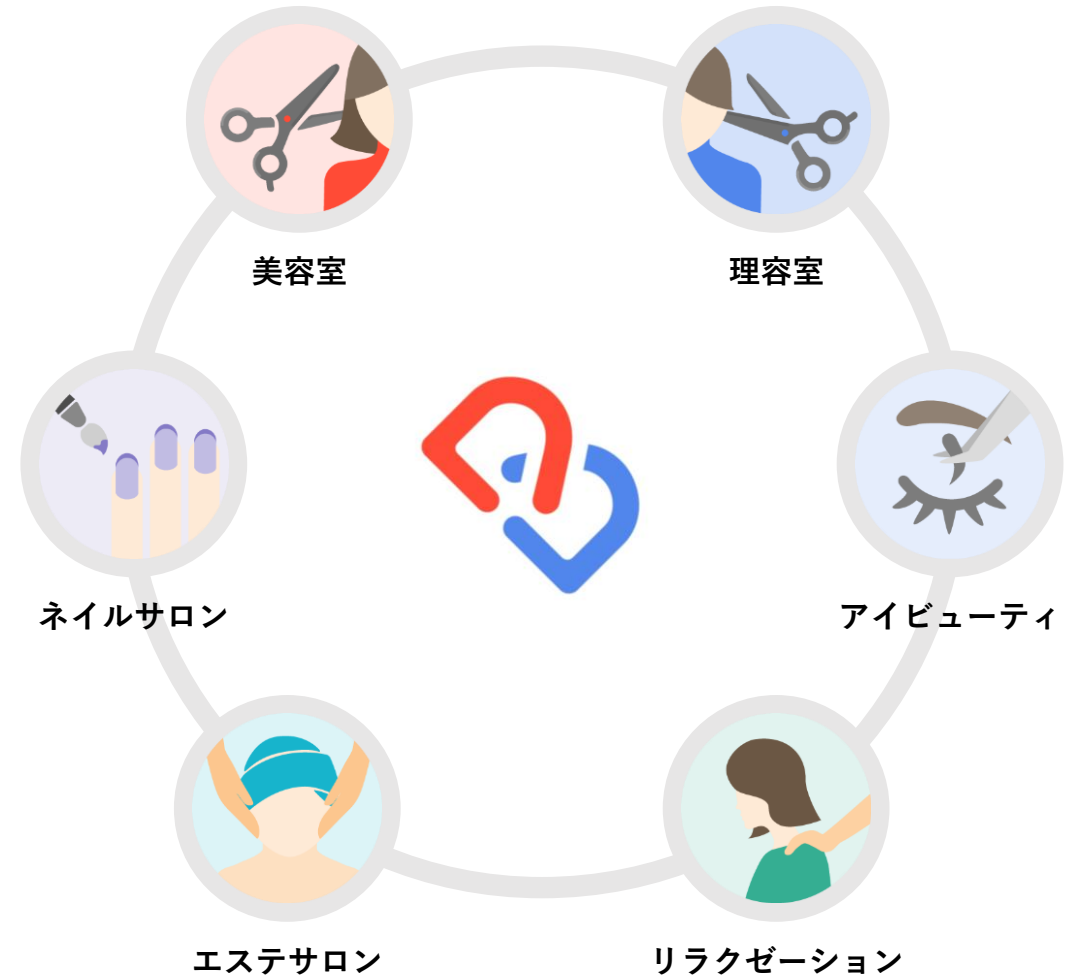 美容室
理容室
ネイルサロン
アイビューティ
エステサロン
リラクゼーション